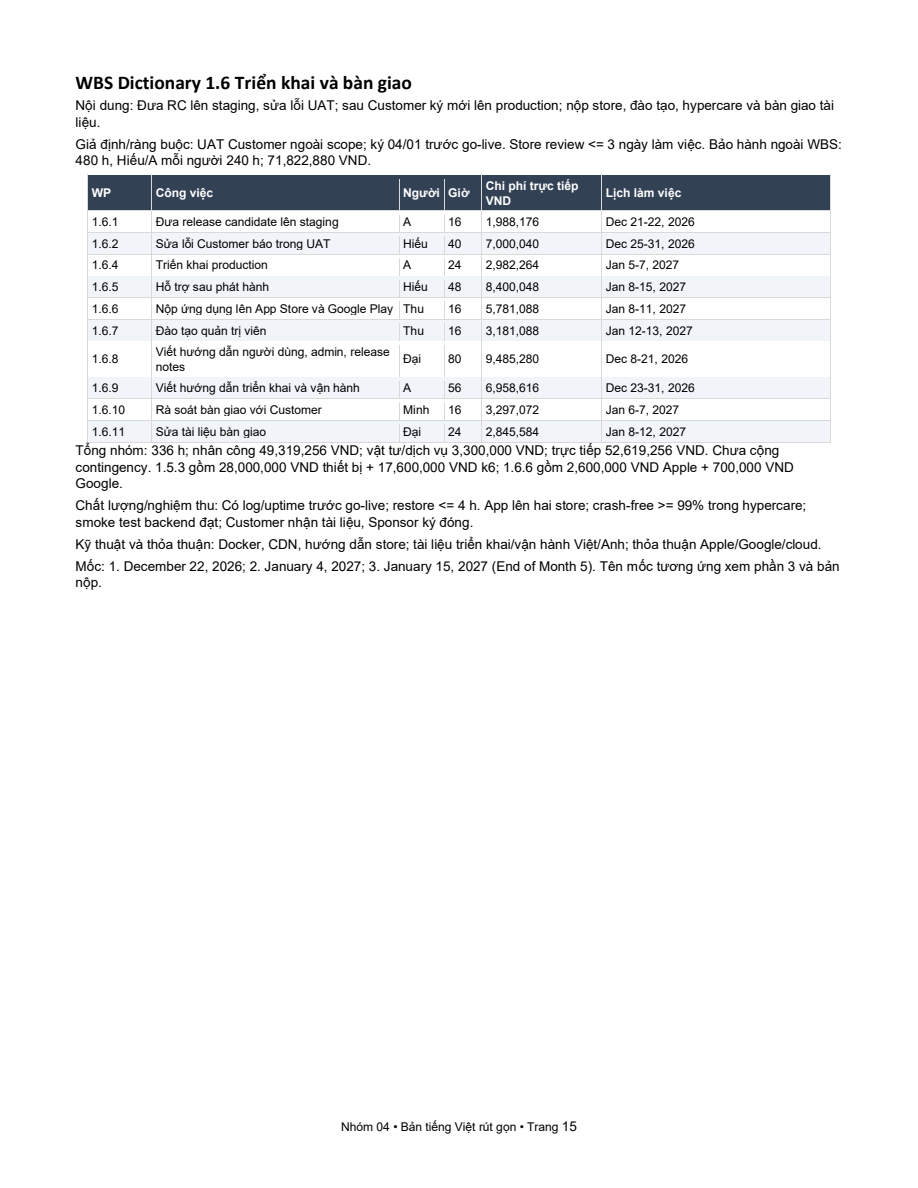 WBS Dictionary 1.6 Triển khai và bàn giao
Nội dung: Đưa RC lên staging, sửa lỗi UAT; sau Customer ký mới lên production; nộp store, đào tạo, hypercare và bàn giao tài
liệu.
Giả định/ràng buộc: UAT Customer ngoài scope; ký 04/01 trước go-live. Store review <= 3 ngày làm việc. Bảo hành ngoài WBS:
480 h, Hiếu/A mỗi người 240 h; 71,822,880 VND.
WP Công việc Người Giờ Chi phí trực tiếp VND Lịch làm việc
1.6.1 Đưa release candidate lên staging A 16 1,988,176 Dec 21-22, 2026
1.6.2 Sửa lỗi Customer báo trong UAT Hiếu 40 7,000,040 Dec 25-31, 2026
1.6.4 Triển khai production A 24 2,982,264 Jan 5-7, 2027
1.6.5 Hỗ trợ sau phát hành Hiếu 48 8,400,048 Jan 8-15, 2027
1.6.6 Nộp ứng dụng lên App Store và Google Play Thu 16 5,781,088 Jan 8-11, 2027
1.6.7 Đào tạo quản trị viên Thu 16 3,181,088 Jan 12-13, 2027
1.6.8 Viết hướng dẫn người dùng, admin, release notes Đại 80 9,485,280 Dec 8-21, 2026
1.6.9 Viết hướng dẫn triển khai và vận hành A 56 6,958,616 Dec 23-31, 2026
1.6.10 Rà soát bàn giao với Customer Minh 16 3,297,072 Jan 6-7, 2027
1.6.11 Sửa tài liệu bàn giao Đại 24 2,845,584 Jan 8-12, 2027
Tổng nhóm: 336 h; nhân công 49,319,256 VND; vật tư/dịch vụ 3,300,000 VND; trực tiếp 52,619,256 VND. Chưa cộng
contingency. 1.5.3 gồm 28,000,000 VND thiết bị + 17,600,000 VND k6; 1.6.6 gồm 2,600,000 VND Apple + 700,000 VND
Google.
Chất lượng/nghiệm thu: Có log/uptime trước go-live; restore <= 4 h. App lên hai store; crash-free >= 99% trong hypercare;
smoke test backend đạt; Customer nhận tài liệu, Sponsor ký đóng.
Kỹ thuật và thỏa thuận: Docker, CDN, hướng dẫn store; tài liệu triển khai/vận hành Việt/Anh; thỏa thuận Apple/Google/cloud.
Mốc: 1. December 22, 2026; 2. January 4, 2027; 3. January 15, 2027 (End of Month 5). Tên mốc tương ứng xem phần 3 và bản
nộp.
Nhóm 04 • Bản tiếng Việt rút gọn • Trang 15